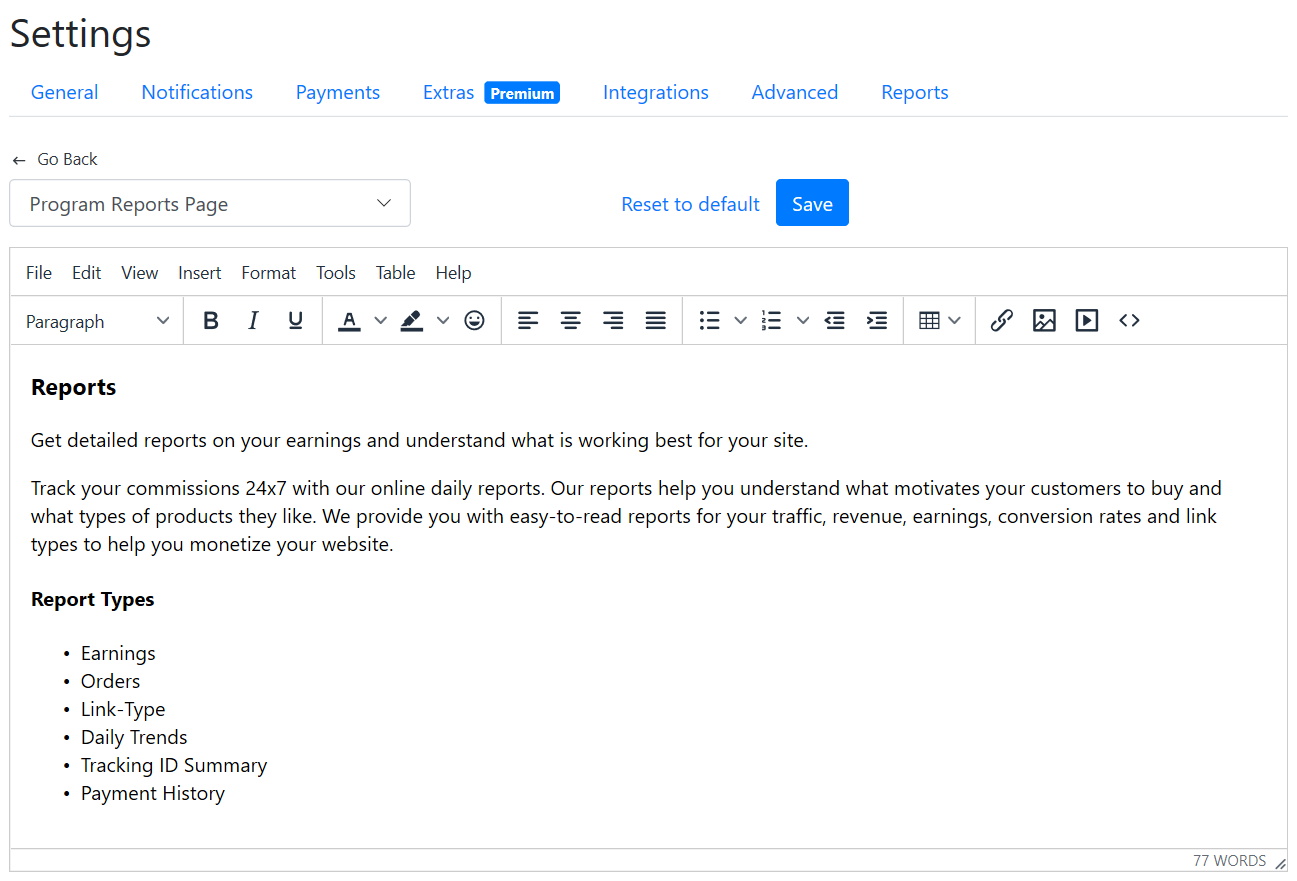 Settings
General Notifications Payments Extras Premium Integrations Advanced Reports
← Go Back
Program Reports Page Reset to default Save
File Edit View Insert Format Tools Table Help
Paragraph B I U A
Reports
Get detailed reports on your earnings and understand what is working best for your site.
Track your commissions 24x7 with our online daily reports. Our reports help you understand what motivates your customers to buy and
what types of products they like. We provide you with easy-to-read reports for your traffic, revenue, earnings, conversion rates and link
types to help you monetize your website.
Report Types
• Earnings
• Orders
• Link-Type
• Daily Trends
• Tracking ID Summary
• Payment History
77 WORDS